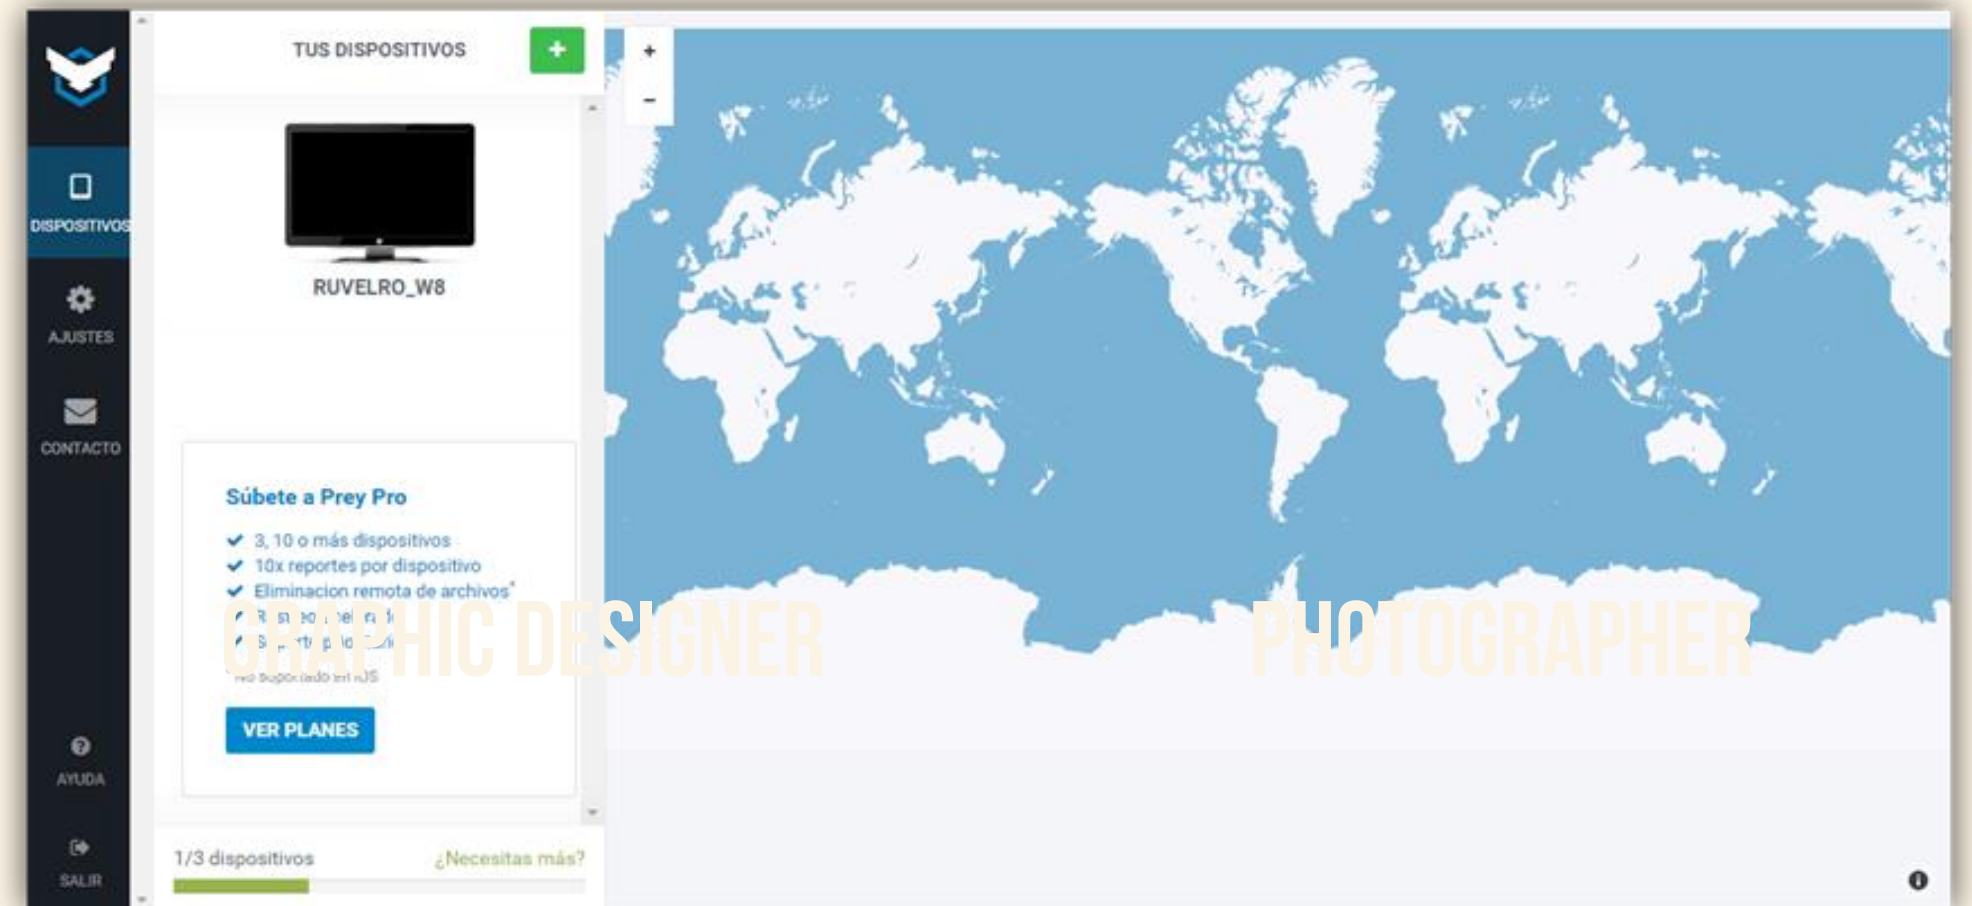 TUS DISPOSITIVOS
+
+
−
DISPOSITIVOS
RUVELRO_W8
AJUSTES
CONTACTO
Súbete a Prey Pro
3, 10 o más dispositivos
10x reportes por dispositivo
Eliminacion remota de archivos*
GRAPHIC DESIGNER
PHOTOGRAPHER
VER PLANES
AYUDA
1/3 dispositivos
¿Necesitas más?
SALIR